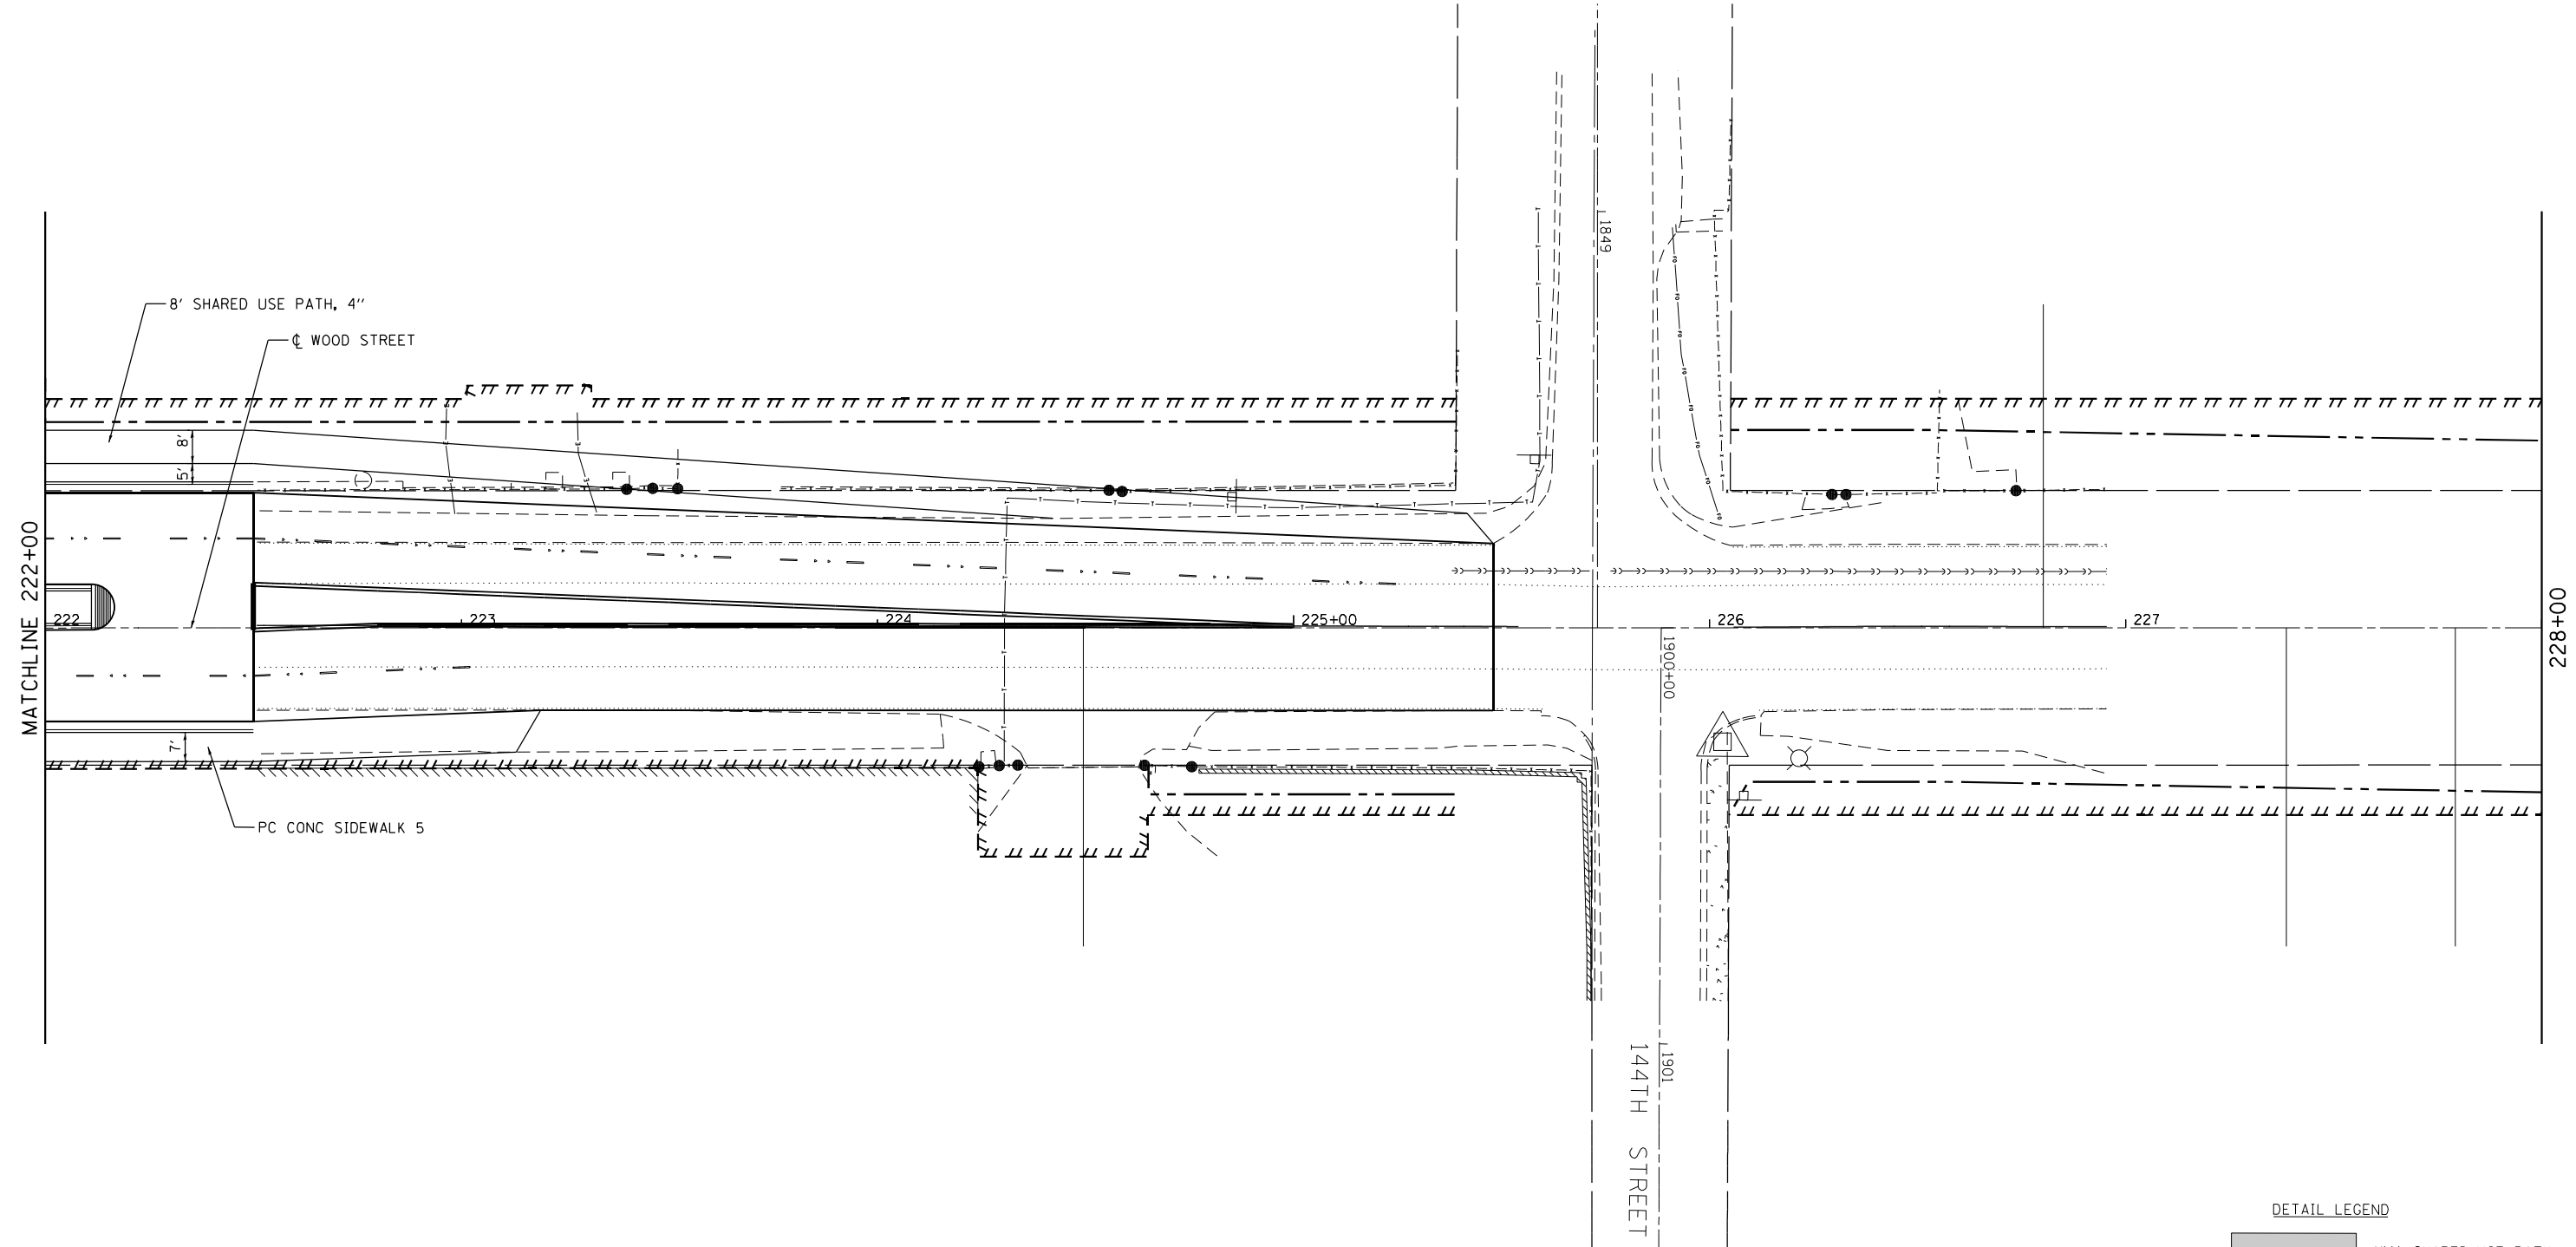 1849
8' SHARED USE PATH, 4"
℄ WOOD STREET
8'
5'
MATCHLINE 222+00
222
223
224
225+00
226
227
228+00
1900+00
7'
PC CONC SIDEWALK 5
1901
144TH STREET
DETAIL LEGEND